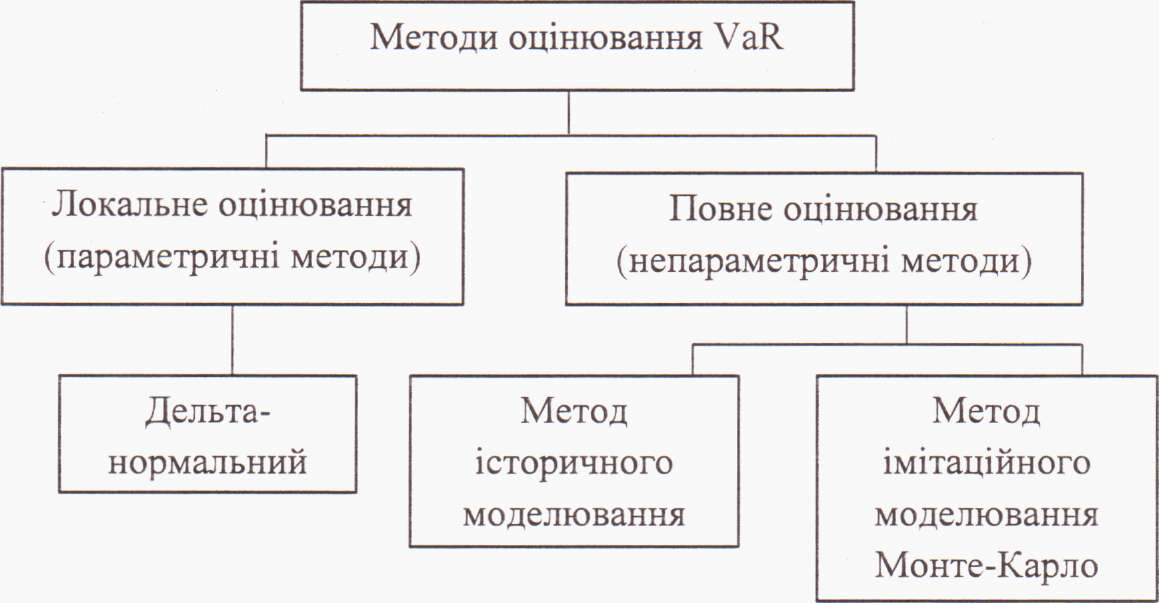 Методи оцінювання VaR
Локальне оцінювання
(параметричні методи)
Повне оцінювання
(непараметричні методи)
Дельта-
нормальний
Метод
історичного
моделювання
Метод
імітаційного
моделювання
Монте-Карло